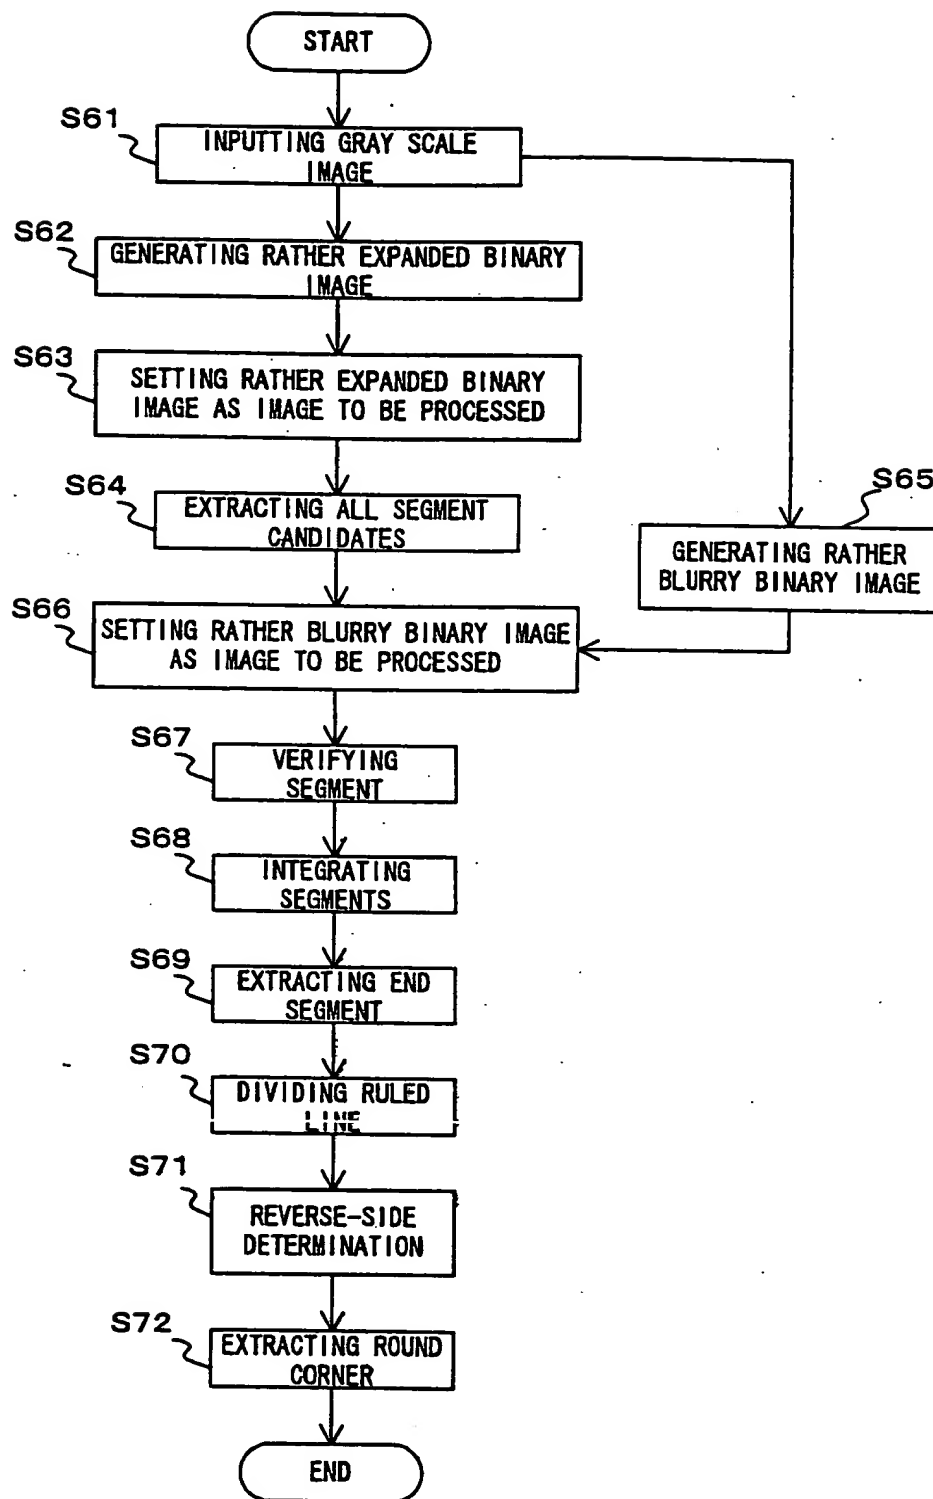 START
S61
INPUTTING GRAY SCALE
IMAGE
S62
GENERATING RATHER EXPANDED BINARY
IMAGE
S63
SETTING RATHER EXPANDED BINARY
IMAGE AS IMAGE TO BE PROCESSED
S64
EXTRACTING ALL SEGMENT
CANDIDATES
S65
GENERATING RATHER
BLURRY BINARY IMAGE
S66
SETTING RATHER BLURRY BINARY IMAGE
AS IMAGE TO BE PROCESSED
S67
VERIFYING
SEGMENT
S68
INTEGRATING
SEGMENTS
S69
EXTRACTING END
SEGMENT
S70
DIVIDING RULED
LINE
S71
REVERSE-SIDE
DETERMINATION
S72
EXTRACTING ROUND
CORNER
END